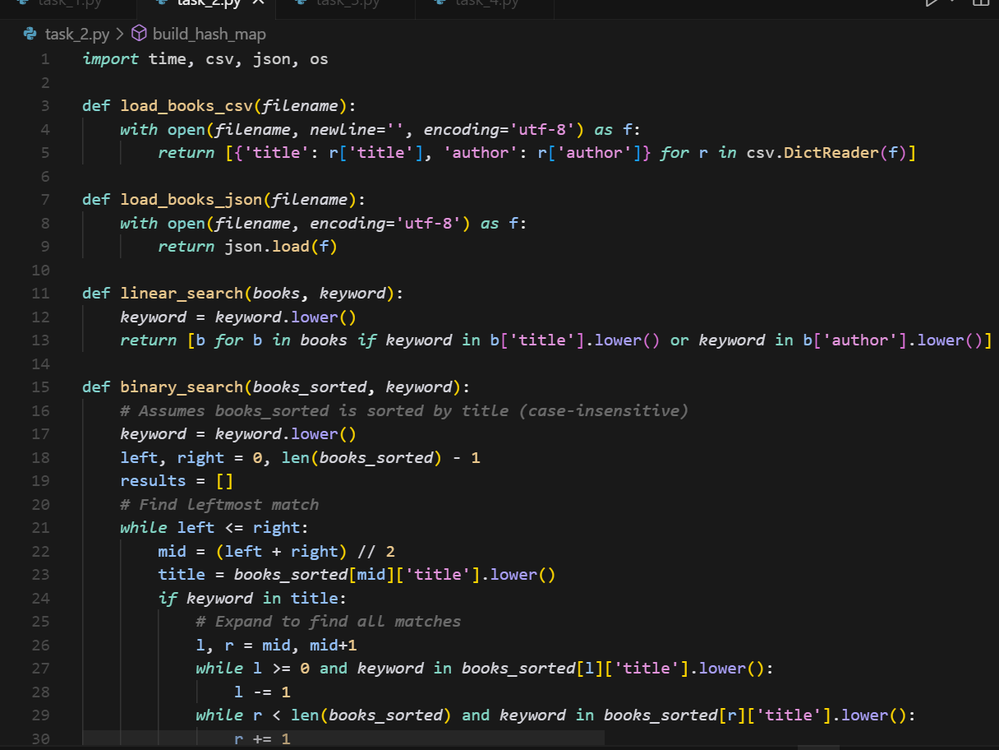 task_1.py task_2.py × task_3.py task_4.py
task_2.py > build_hash_map
1 import time, csv, json, os
2
3 def load_books_csv(filename):
4     with open(filename, newline='', encoding='utf-8') as f:
5         return [{'title': r['title'], 'author': r['author']} for r in csv.DictReader(f)]
6
7 def load_books_json(filename):
8     with open(filename, encoding='utf-8') as f:
9         return json.load(f)
10
11 def linear_search(books, keyword):
12     keyword = keyword.lower()
13     return [b for b in books if keyword in b['title'].lower() or keyword in b['author'].lower()]
14
15 def binary_search(books_sorted, keyword):
16     # Assumes books_sorted is sorted by title (case-insensitive)
17     keyword = keyword.lower()
18     left, right = 0, len(books_sorted) - 1
19     results = []
20     # Find leftmost match
21     while left <= right:
22         mid = (left + right) // 2
23         title = books_sorted[mid]['title'].lower()
24         if keyword in title:
25             # Expand to find all matches
26             l, r = mid, mid+1
27             while l >= 0 and keyword in books_sorted[l]['title'].lower():
28                 l -= 1
29             while r < len(books_sorted) and keyword in books_sorted[r]['title'].lower():
30                 r += 1